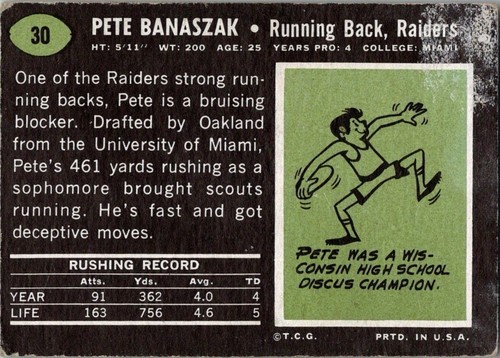 30
PETE BANASZAK • Running Back, Raiders
HT: 5'11" WT: 200 AGE: 25 YEARS PRO: 4 COLLEGE: MIAMI
One of the Raiders strong run-
ning backs, Pete is a bruising
blocker. Drafted by Oakland
from the University of Miami,
Pete's 461 yards rushing as a
sophomore brought scouts
running. He's fast and got
deceptive moves.
RUSHING RECORD
Atts. Yds. Avg. TD
YEAR 91 362 4.0 4
LIFE 163 756 4.6 5
PETE WAS A WIS-
CONSIN HIGH SCHOOL
DISCUS CHAMPION.
©T.C.G. PRTD. IN U.S.A.